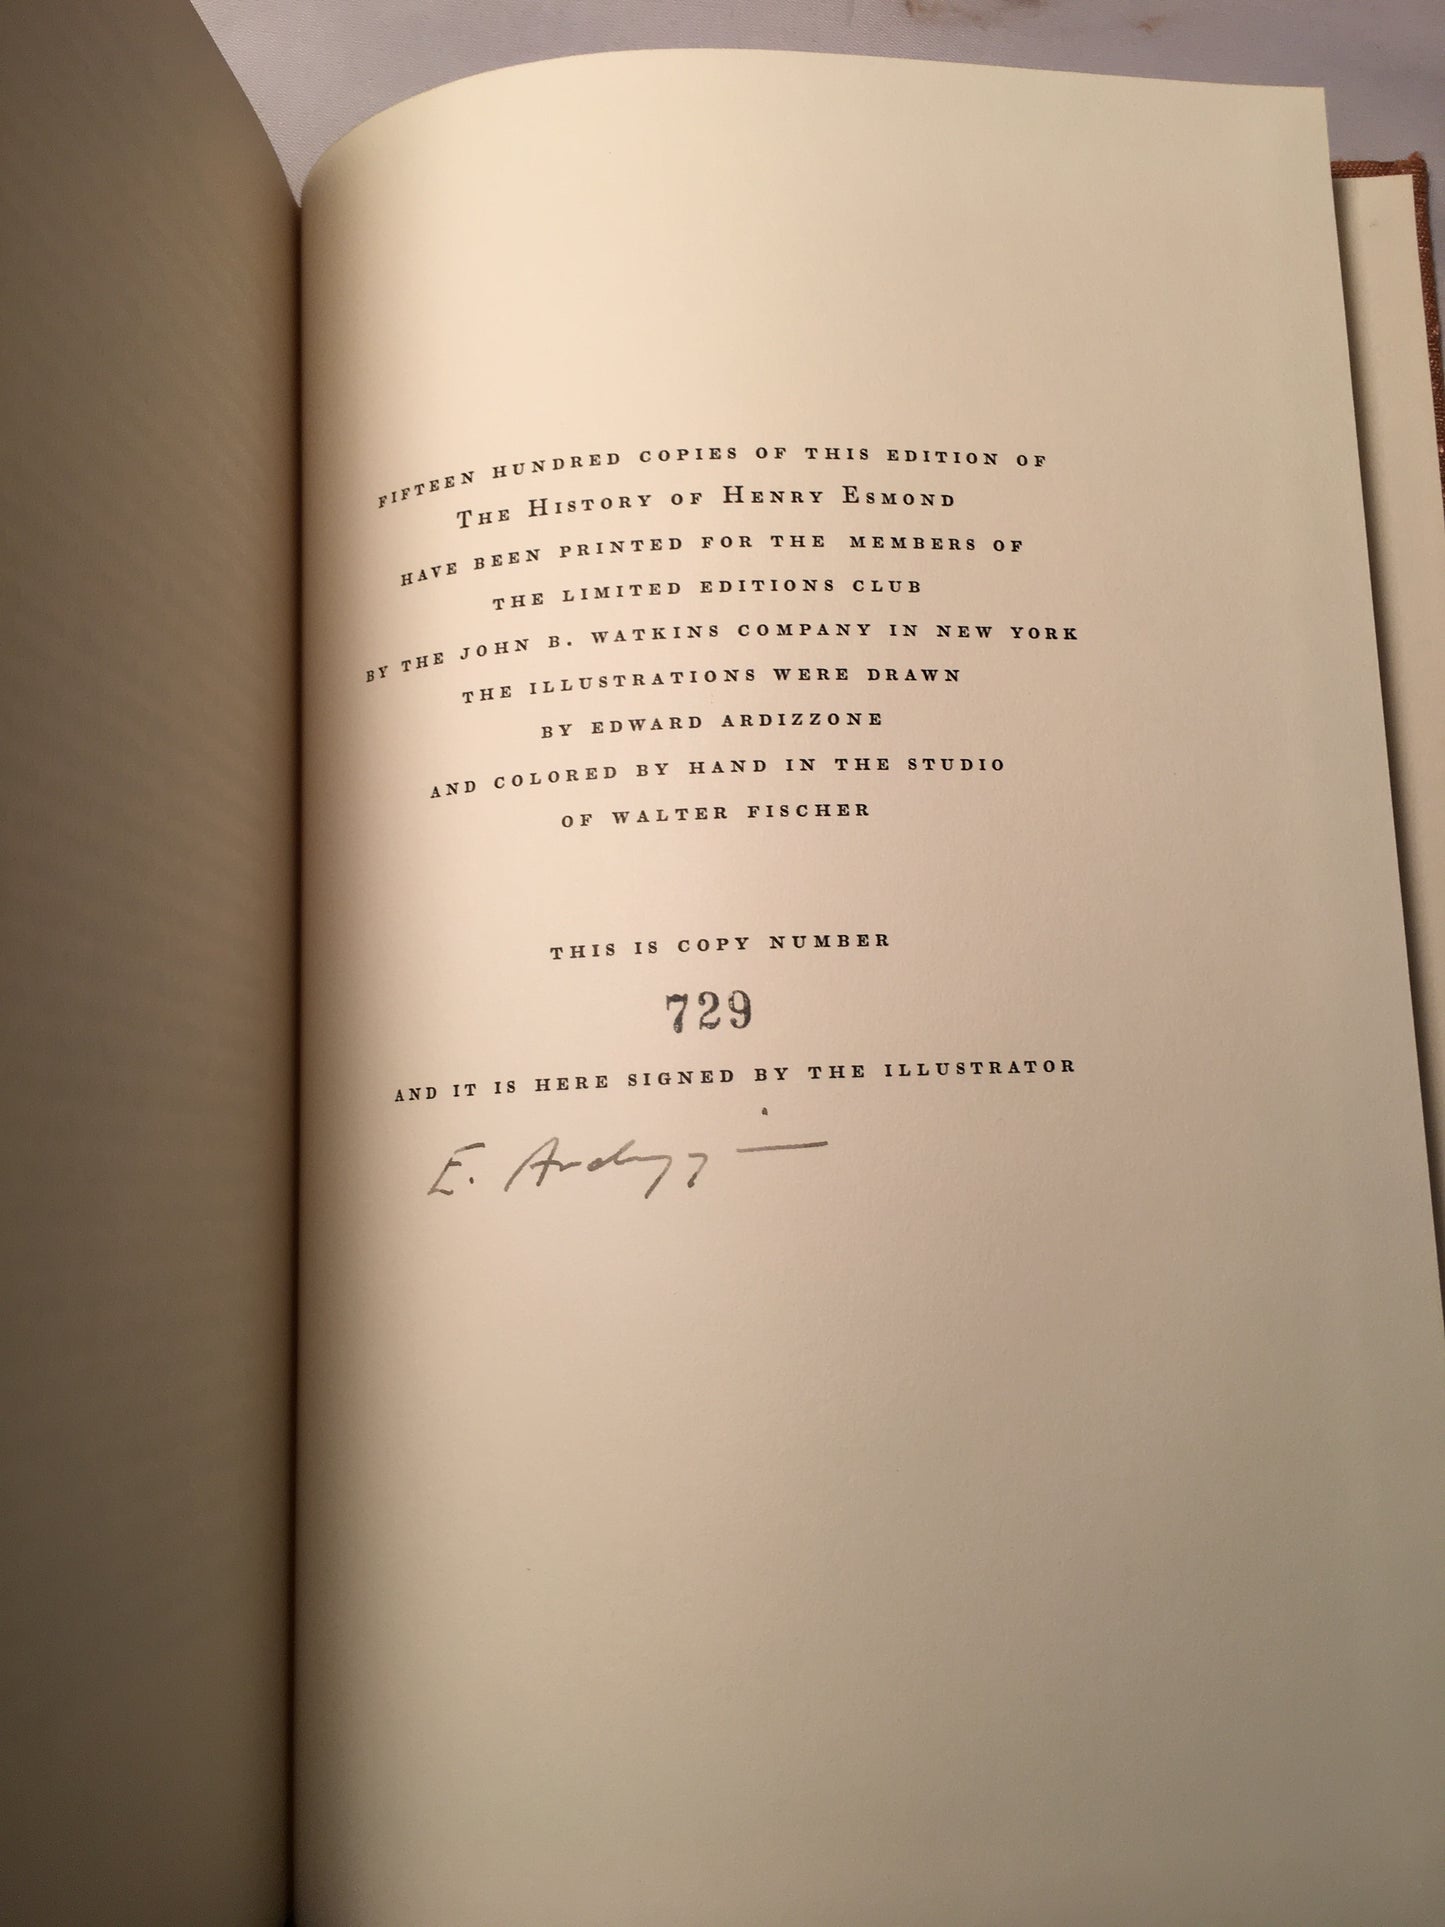 FIFTEEN HUNDRED COPIES OF THIS EDITION OF
THE HISTORY OF HENRY ESMOND
HAVE BEEN PRINTED FOR THE MEMBERS OF
THE LIMITED EDITIONS CLUB
BY THE JOHN B. WATKINS COMPANY IN NEW YORK
THE ILLUSTRATIONS WERE DRAWN
BY EDWARD ARDIZZONE
AND COLORED BY HAND IN THE STUDIO
OF WALTER FISCHER
THIS IS COPY NUMBER
729
AND IT IS HERE SIGNED BY THE ILLUSTRATOR
E.